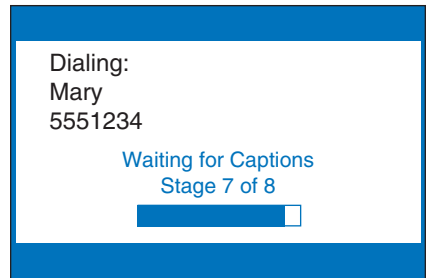 Dialing:
Mary
5551234
Waiting for Captions
Stage 7 of 8